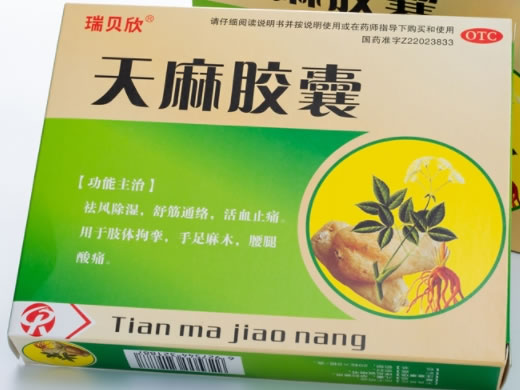 瑞贝欣®
请仔细阅读说明书并按说明使用或在药师指导下购买和使用
国药准字Z22023833
OTC
天麻胶囊
【功能主治】
祛风除湿，舒筋通络，活血止痛。
用于肢体拘挛，手足麻木，腰腿
酸痛。
Tian ma jiao nang